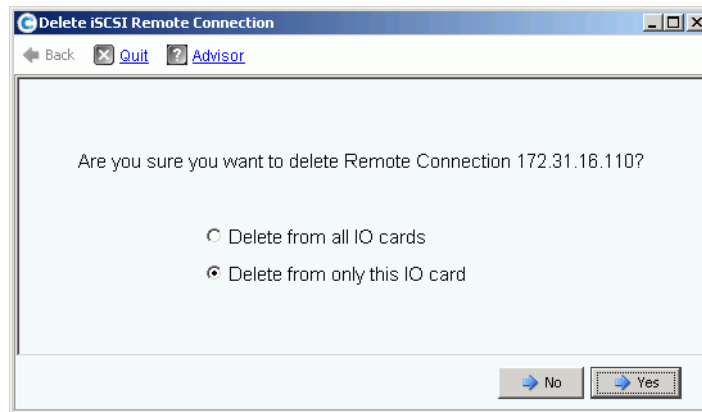 Delete iSCSI Remote Connection
Back Quit Advisor
Are you sure you want to delete Remote Connection 172.31.16.110?
Delete from all IO cards
Delete from only this IO card
No Yes